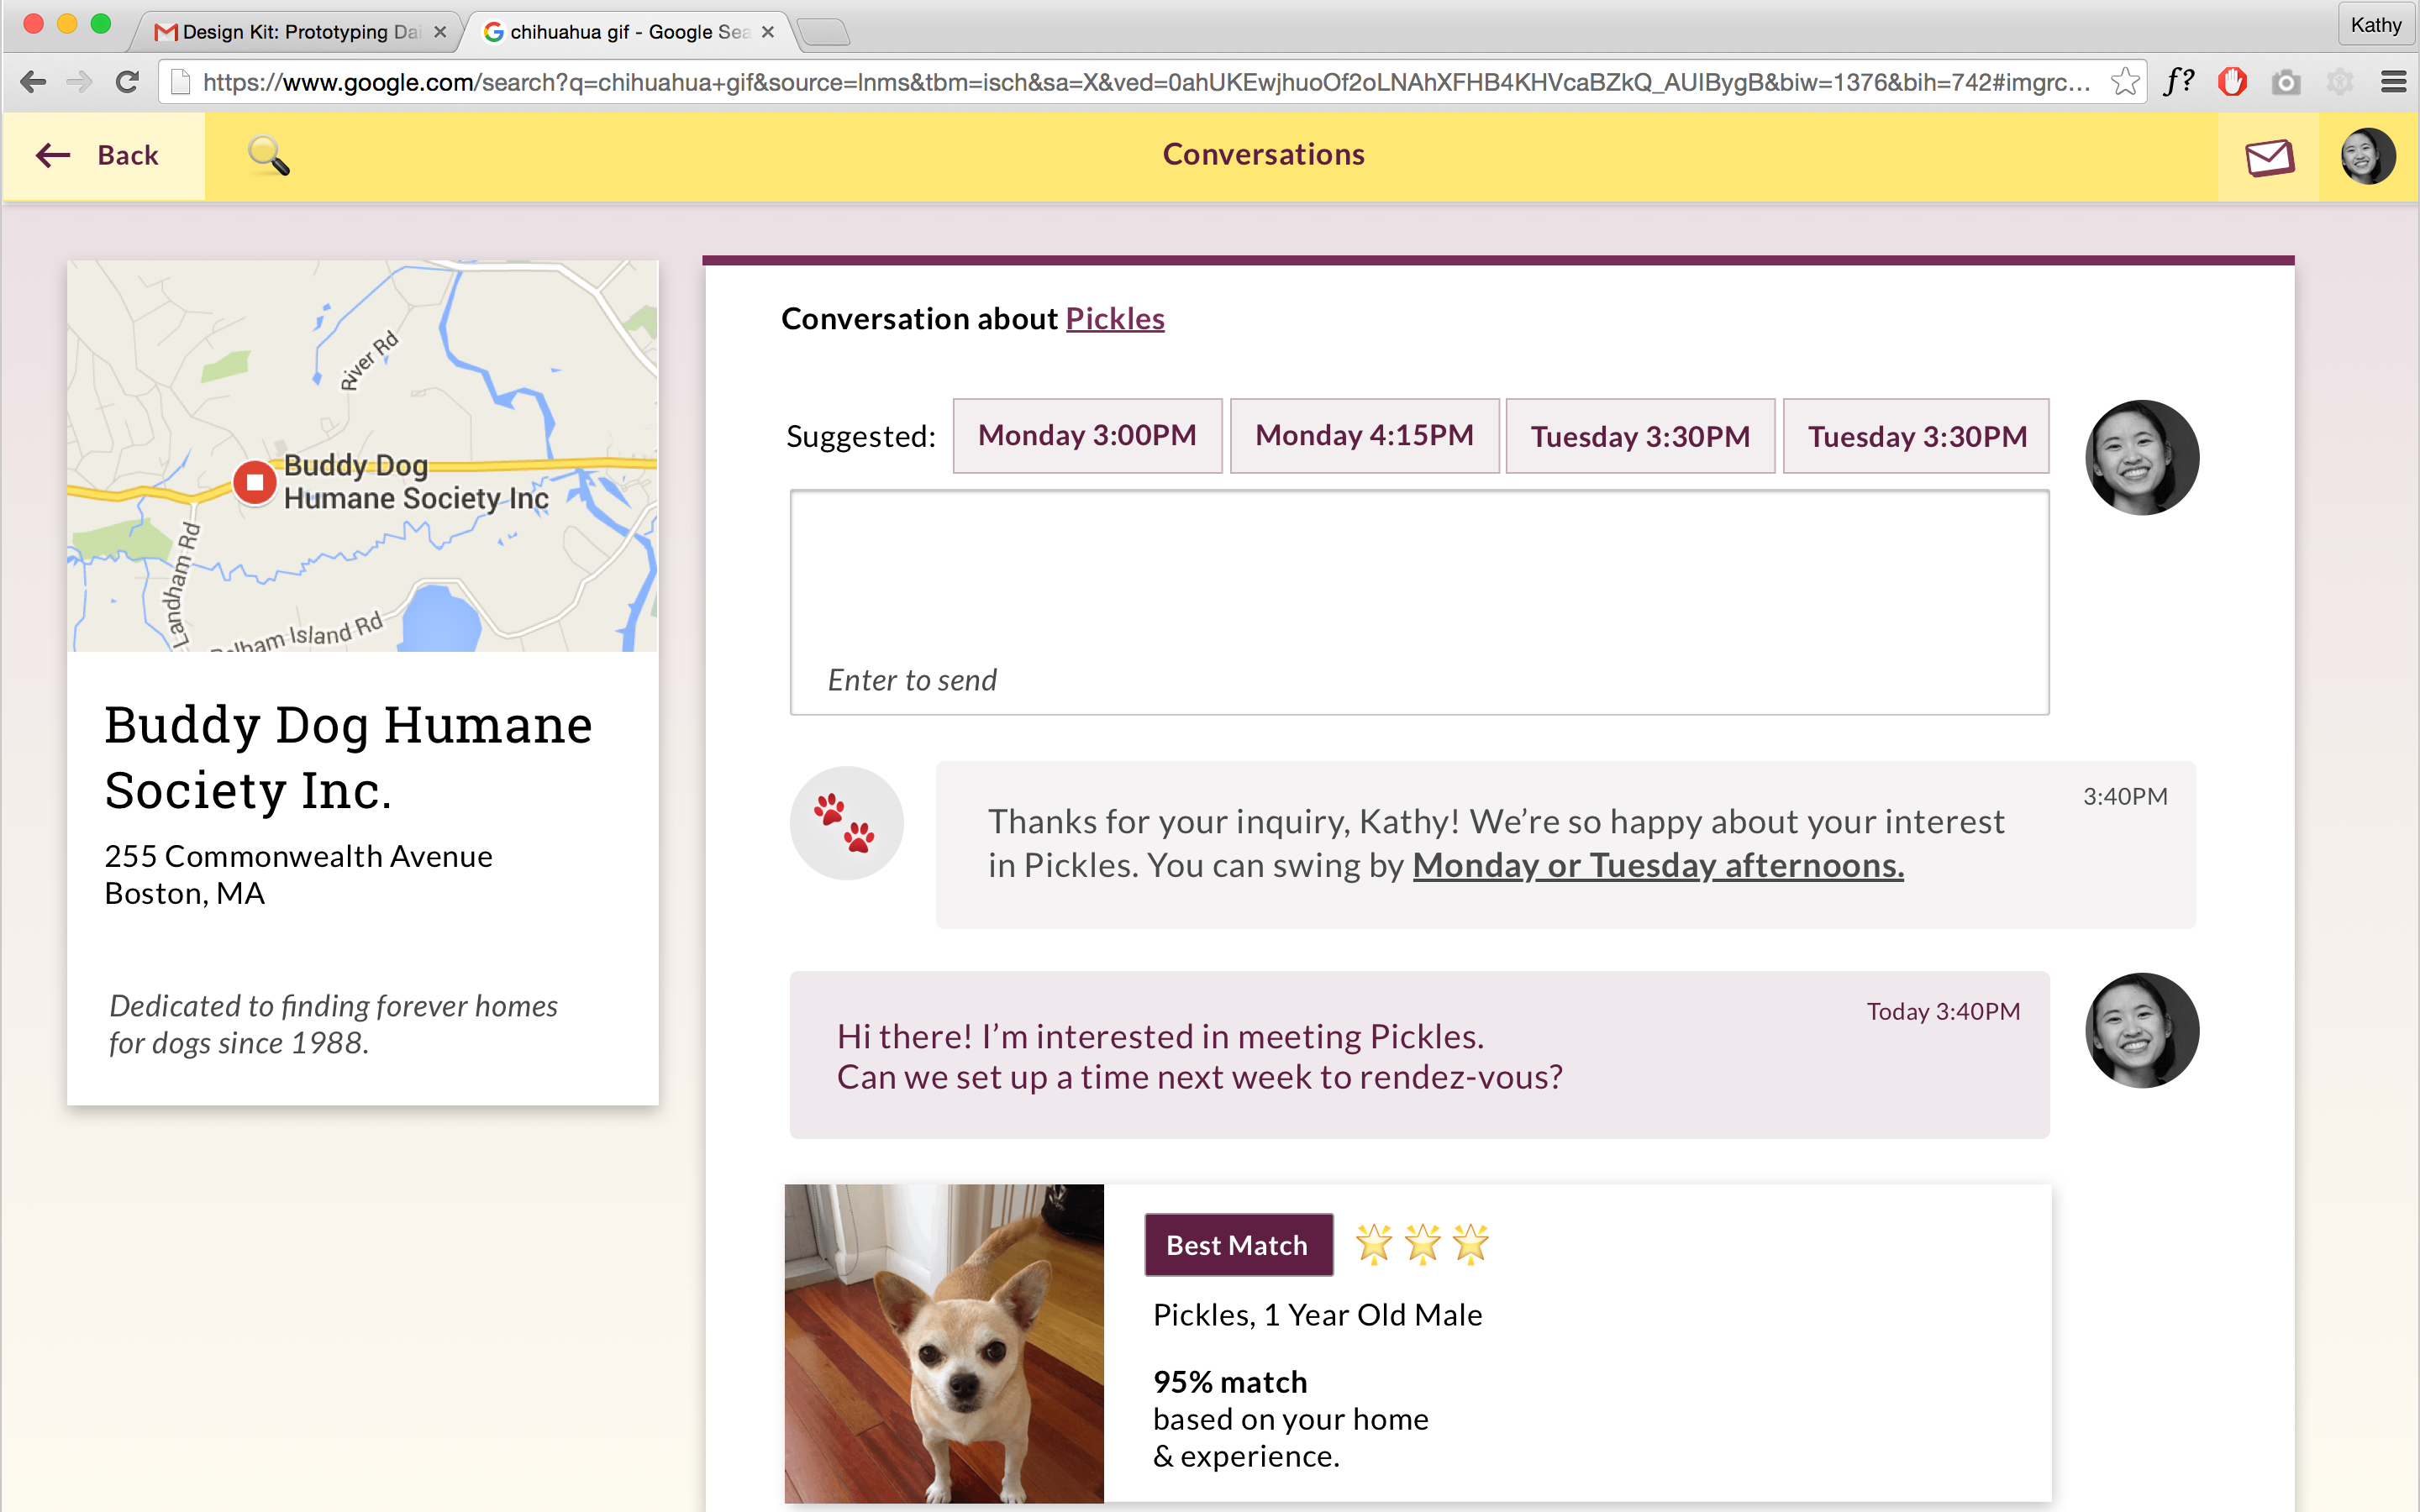 Design Kit: Prototyping Dai
chihuahua gif - Google Sea
Kathy
https://www.google.com/search?q=chihuahua+gif&source=lnms&tbm=isch&sa=X&ved=0ahUKEwjhuoOf2oLNAhXFHB4KHVcaBZkQ_AUIBygB&biw=1376&bih=742#imgrc...
f?
Back
Conversations
River Rd
Buddy Dog
Humane Society Inc
Landham Rd
Pelham Island Rd
Buddy Dog Humane
Society Inc.
255 Commonwealth Avenue
Boston, MA
Dedicated to finding forever homes
for dogs since 1988.
Conversation about Pickles
Suggested:
Monday 3:00PM
Monday 4:15PM
Tuesday 3:30PM
Tuesday 3:30PM
Enter to send
3:40PM
Thanks for your inquiry, Kathy! We’re so happy about your interest
in Pickles. You can swing by Monday or Tuesday afternoons.
Today 3:40PM
Hi there! I’m interested in meeting Pickles.
Can we set up a time next week to rendez-vous?
Best Match
Pickles, 1 Year Old Male
95% match
based on your home
& experience.